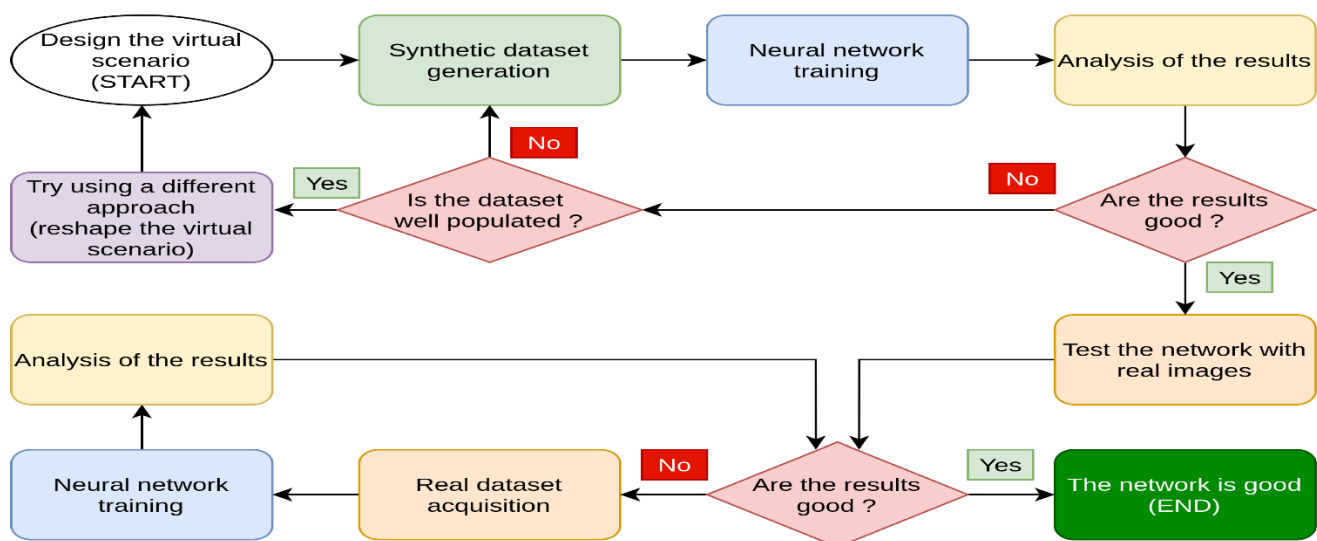 Design the virtual
scenario
(START)
Synthetic dataset
generation
Neural network
training
Analysis of the results
No
Yes
No
Try using a different
approach
(reshape the virtual
scenario)
Is the dataset
well populated ?
Are the results
good ?
Yes
Analysis of the results
Test the network with
real images
No
Yes
Neural network
training
Real dataset
acquisition
Are the results
good ?
The network is good
(END)